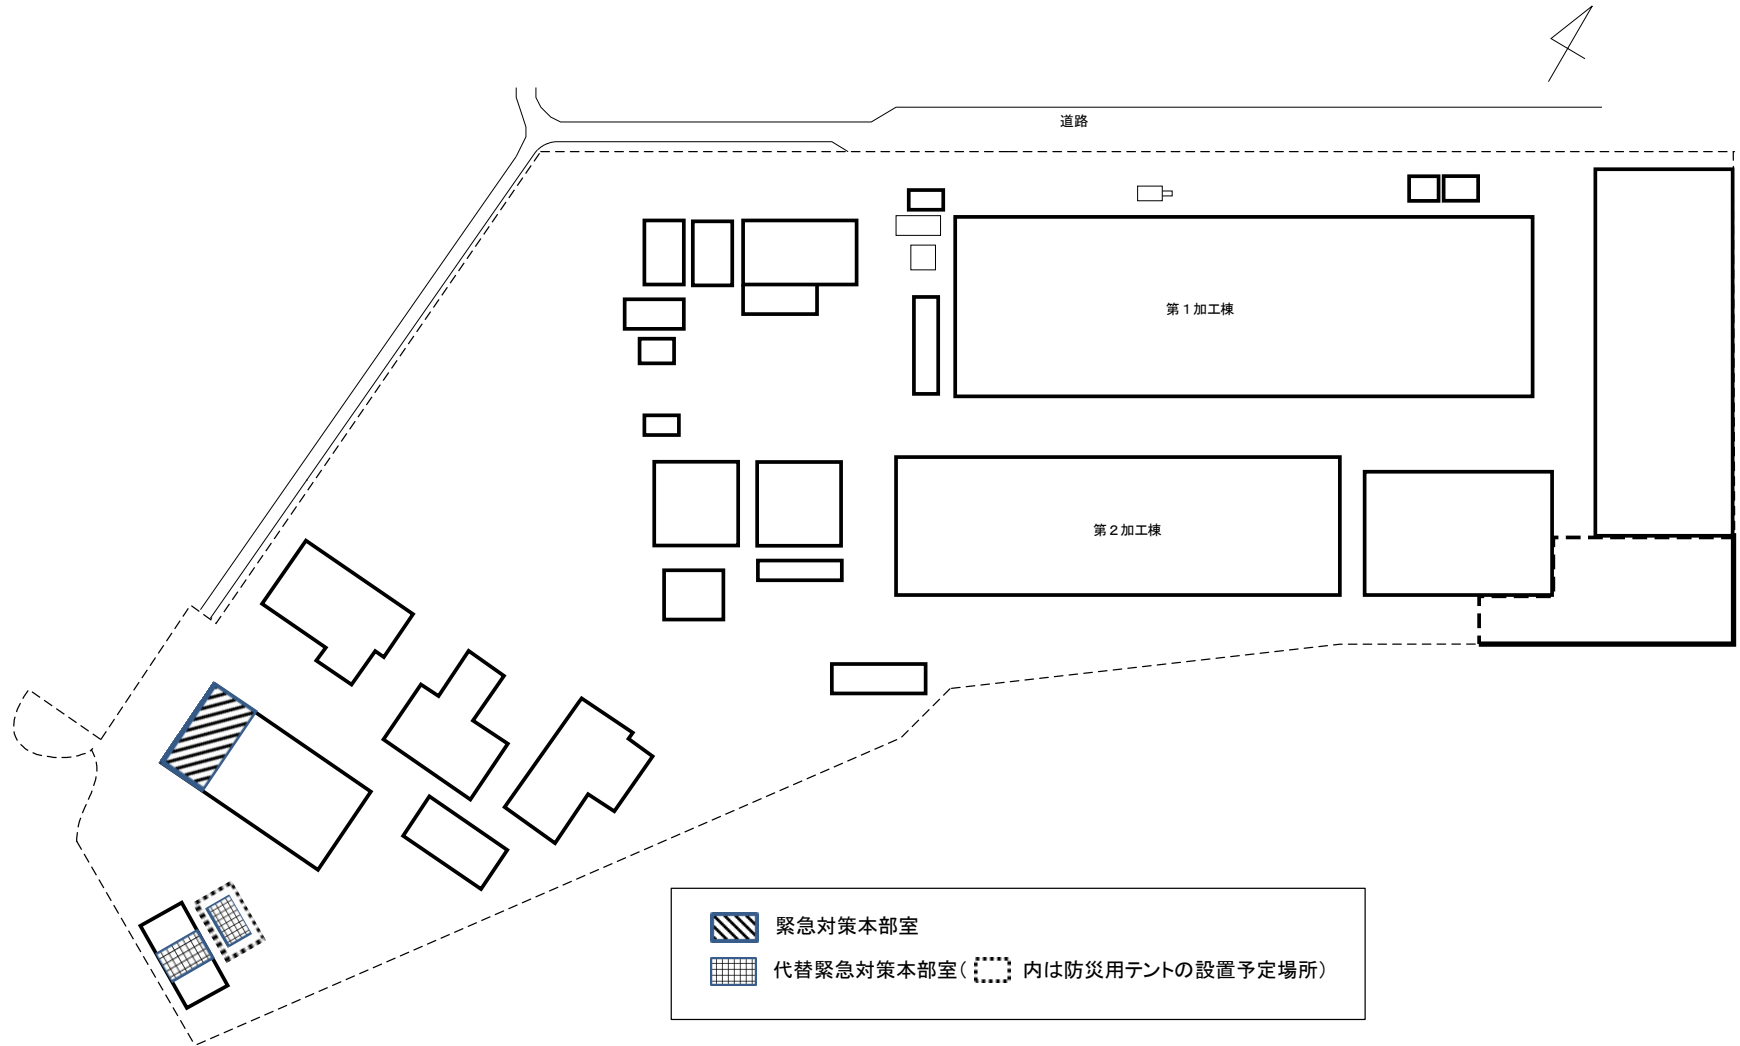 道路
第1加工棟
第2加工棟
緊急対策本部室
代替緊急対策本部室( 内は防災用テントの設置予定場所)